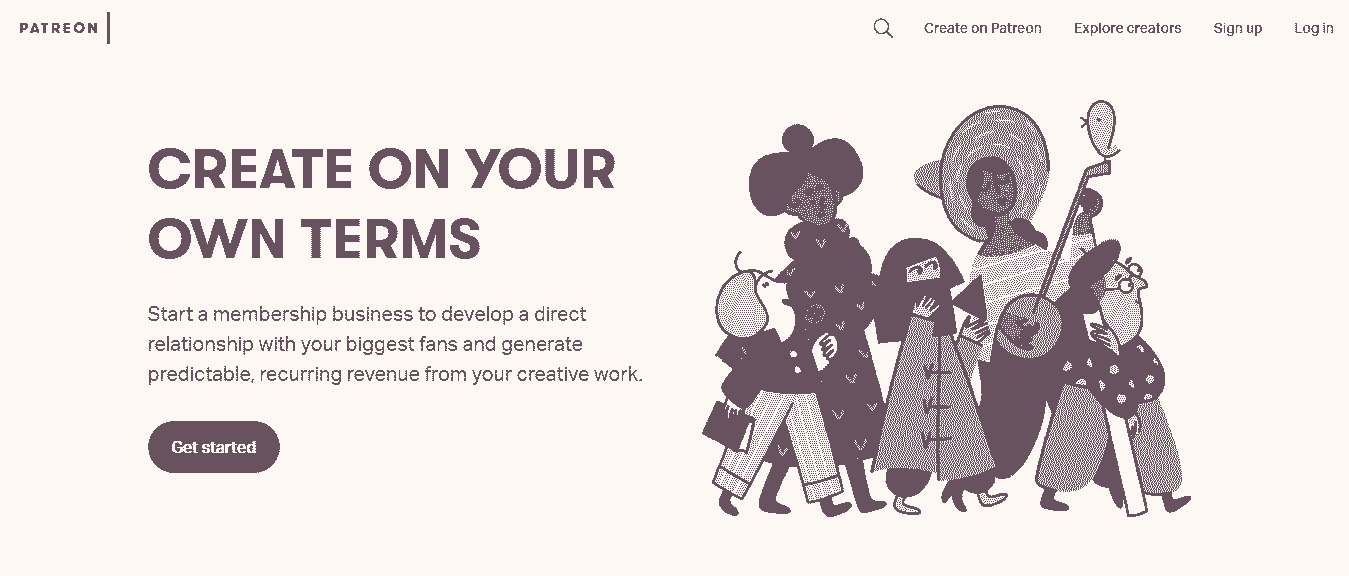 PATREON
Create on Patreon
Explore creators
Sign up
Log in
CREATE ON YOUR
OWN TERMS
Start a membership business to develop a direct
relationship with your biggest fans and generate
predictable, recurring revenue from your creative work.
Get started